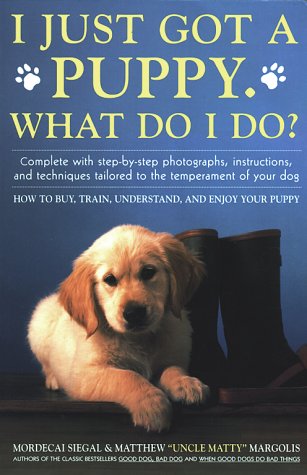 I JUST GOT A
PUPPY.
WHAT DO I DO?
Complete with step-by-step photographs, instructions,
and techniques tailored to the temperament of your dog
HOW TO BUY, TRAIN, UNDERSTAND, AND ENJOY YOUR PUPPY
MORDECAI SIEGAL & MATTHEW "UNCLE MATTY" MARGOLIS
AUTHORS OF THE CLASSIC BESTSELLERS GOOD DOG, BAD DOG AND WHEN GOOD DOGS DO BAD THINGS